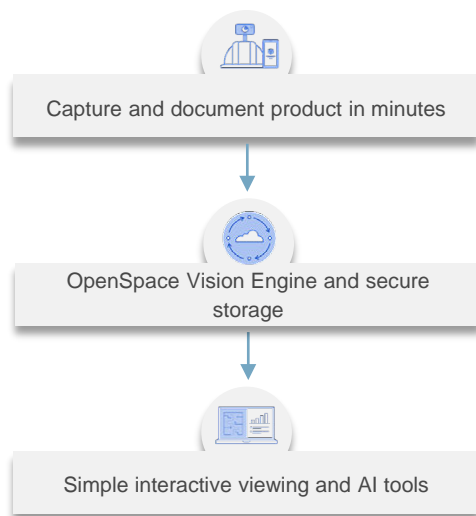 Capture and document product in minutes
OpenSpace Vision Engine and secure
storage
Simple interactive viewing and AI tools